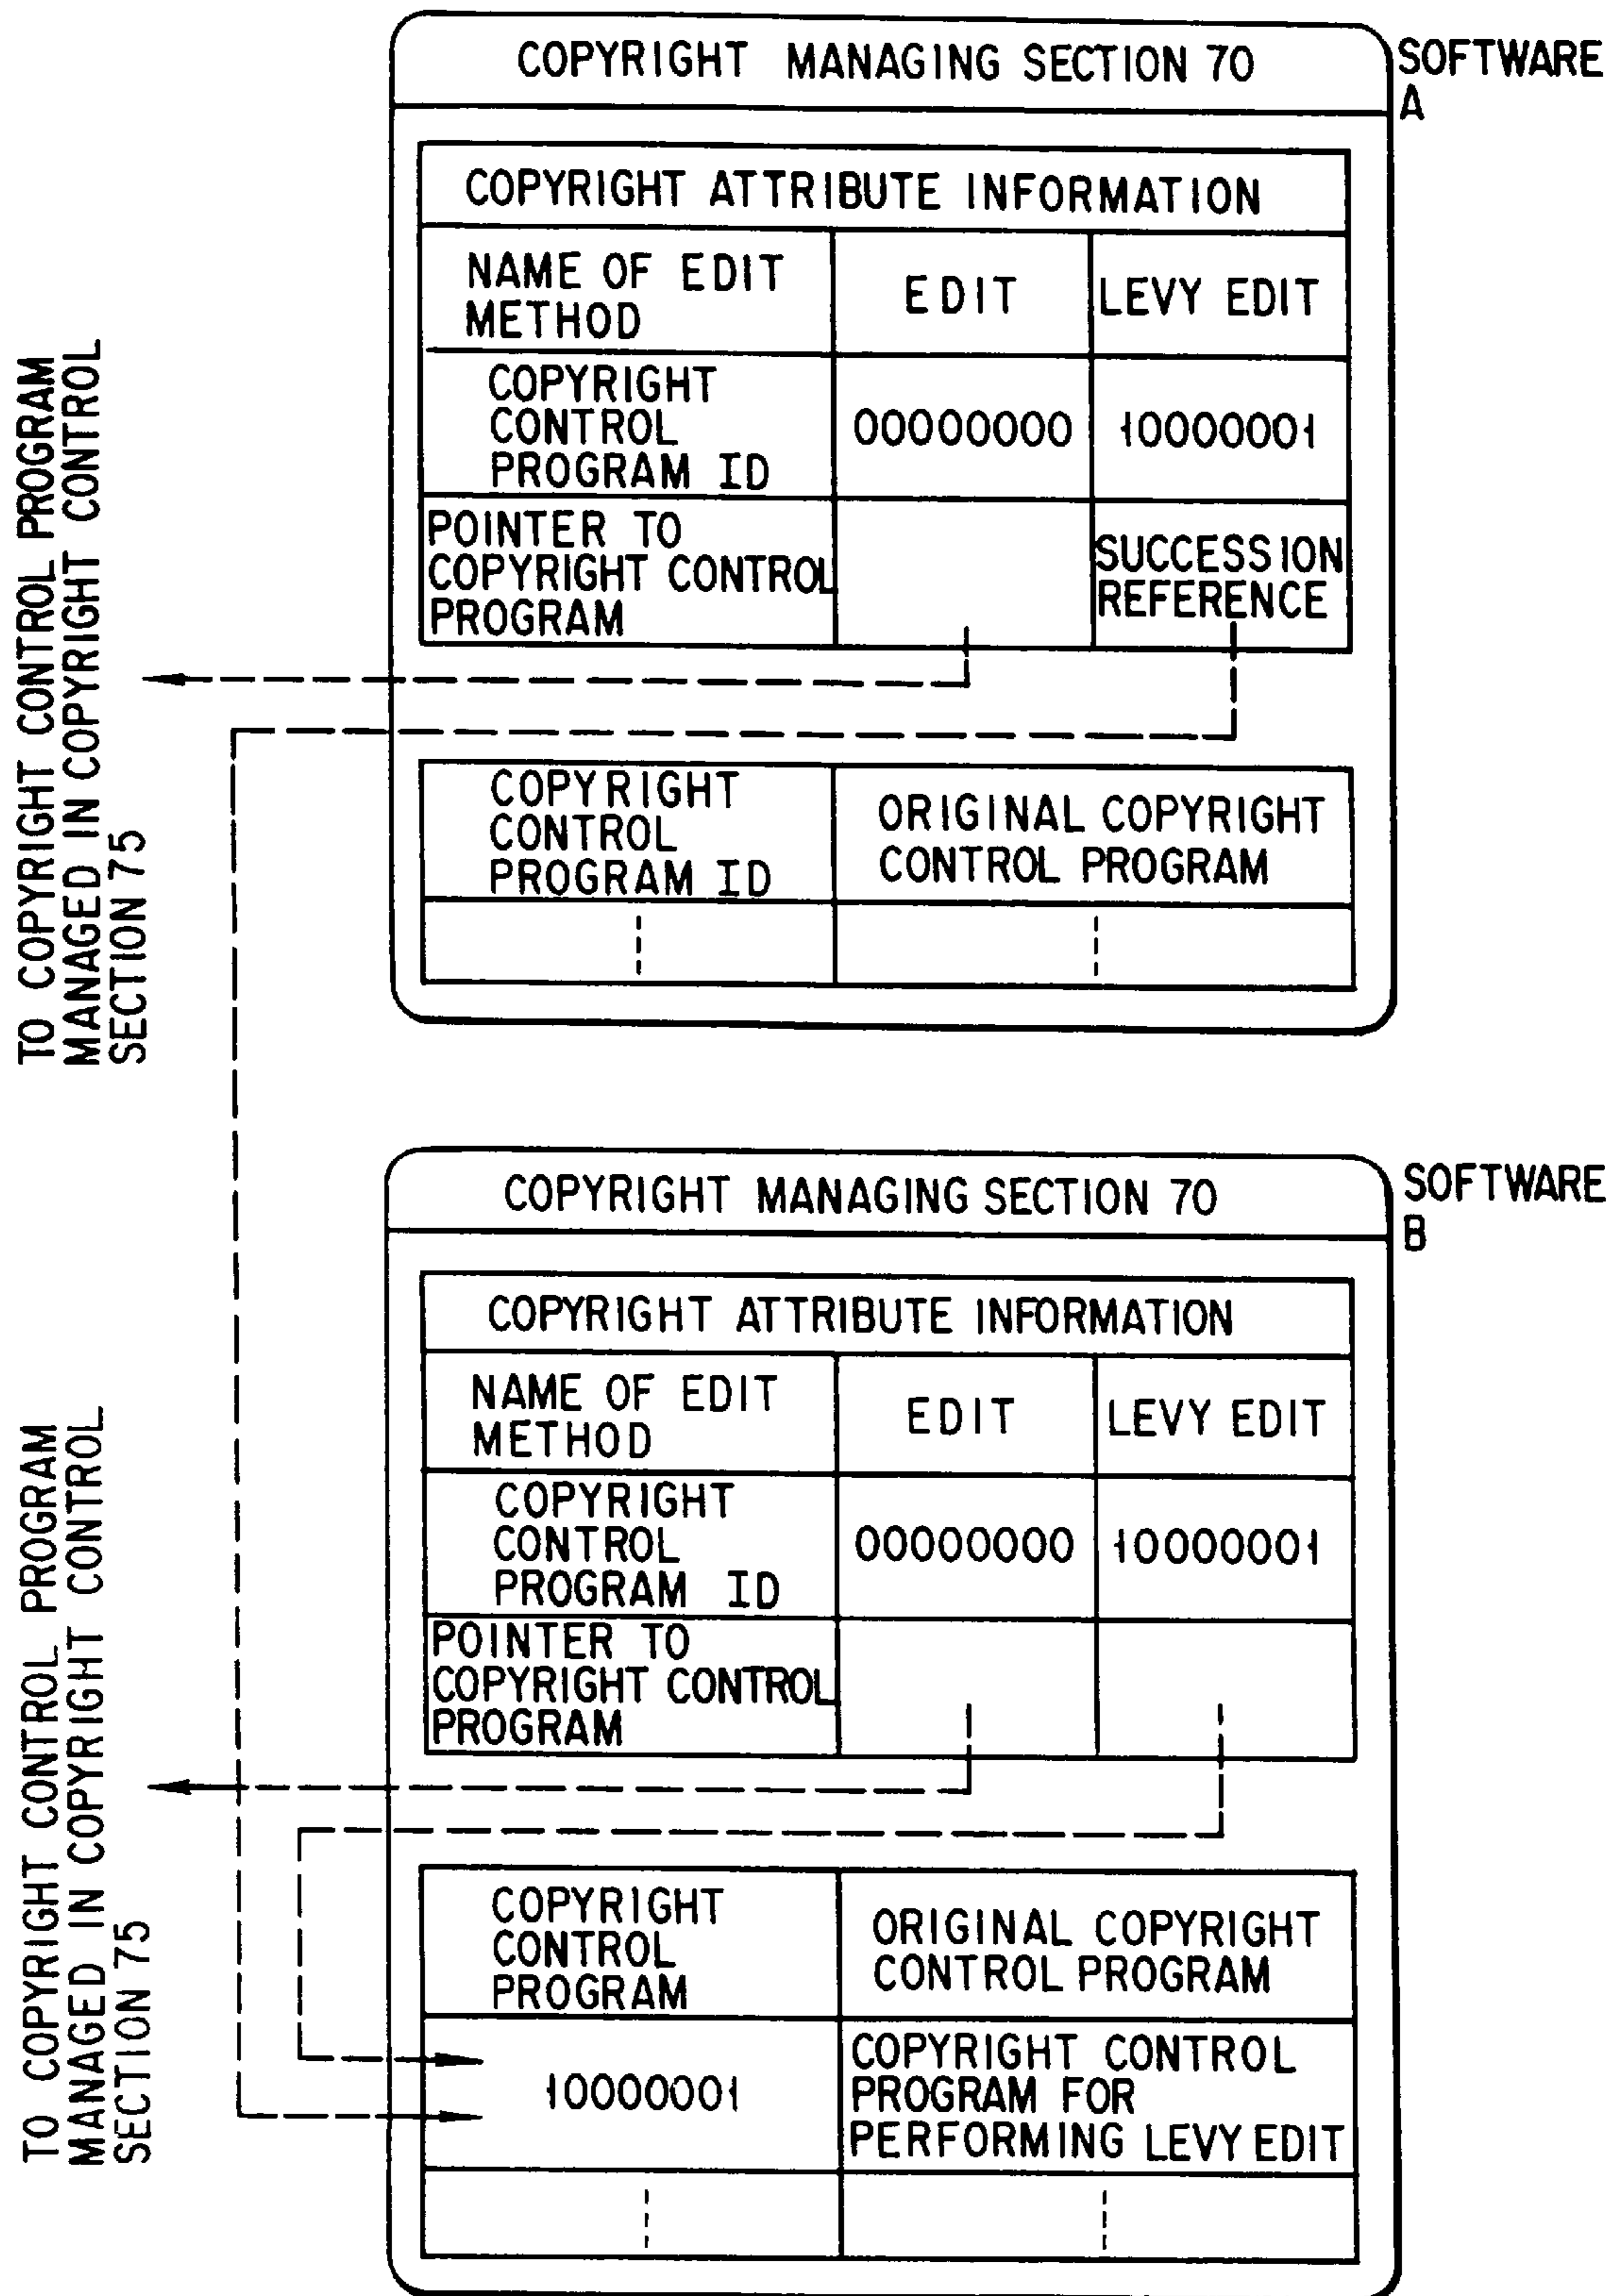 COPYRIGHT MANAGING SECTION 70
SOFTWARE
A
COPYRIGHT ATTRIBUTE INFORMATION
NAME OF EDIT
METHOD
EDIT
LEVY EDIT
COPYRIGHT
CONTROL
PROGRAM ID
00000000
10000001
POINTER TO
COPYRIGHT CONTROL
PROGRAM
SUCCESSION
REFERENCE
TO COPYRIGHT CONTROL PROGRAM
MANAGED IN COPYRIGHT CONTROL
SECTION 75
COPYRIGHT
CONTROL
PROGRAM ID
ORIGINAL COPYRIGHT
CONTROL PROGRAM
COPYRIGHT MANAGING SECTION 70
SOFTWARE
B
COPYRIGHT ATTRIBUTE INFORMATION
NAME OF EDIT
METHOD
EDIT
LEVY EDIT
COPYRIGHT
CONTROL
PROGRAM ID
00000000
10000001
POINTER TO
COPYRIGHT CONTROL
PROGRAM
TO COPYRIGHT CONTROL PROGRAM
MANAGED IN COPYRIGHT CONTROL
SECTION 75
COPYRIGHT
CONTROL
PROGRAM
ORIGINAL COPYRIGHT
CONTROL PROGRAM
10000001
COPYRIGHT CONTROL
PROGRAM FOR
PERFORMING LEVY EDIT